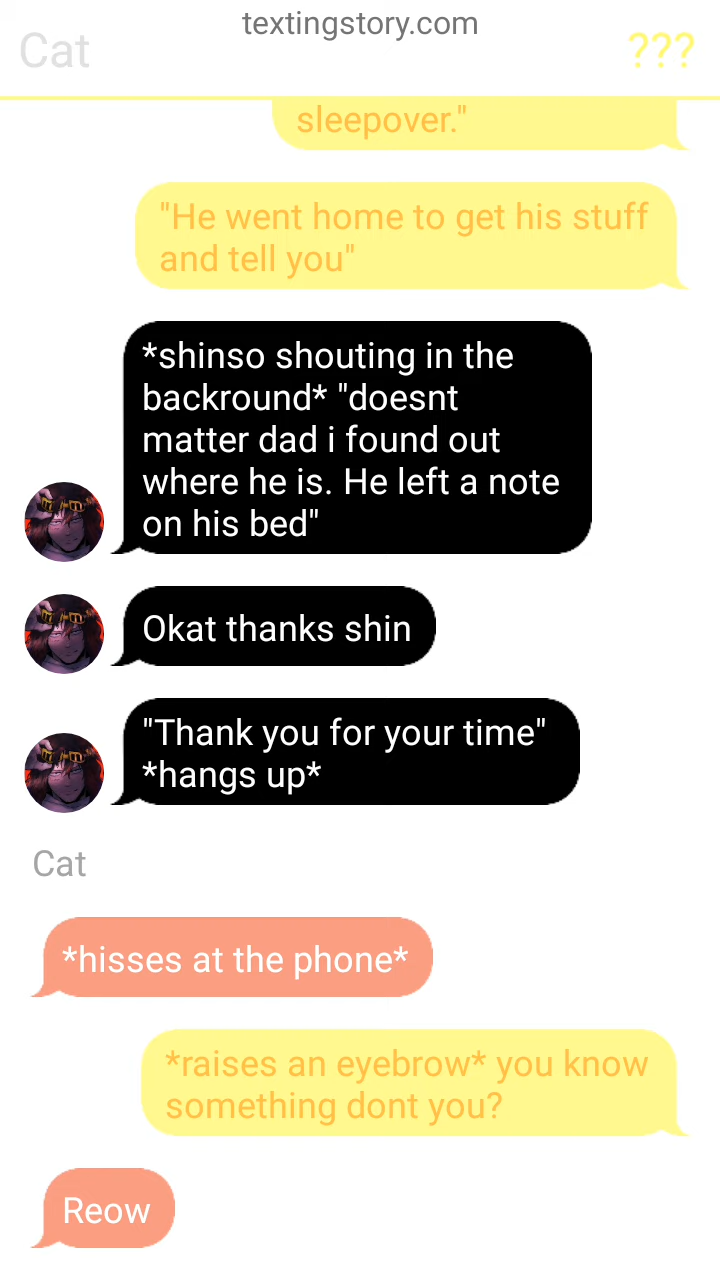 textingstory.com
Cat
???
sleepover."
"He went home to get his stuff
and tell you"
*shinso shouting in the
backround* "doesnt
matter dad i found out
where he is. He left a note
on his bed"
Okat thanks shin
"Thank you for your time"
*hangs up*
Cat
*hisses at the phone*
*raises an eyebrow* you know
something dont you?
Reow